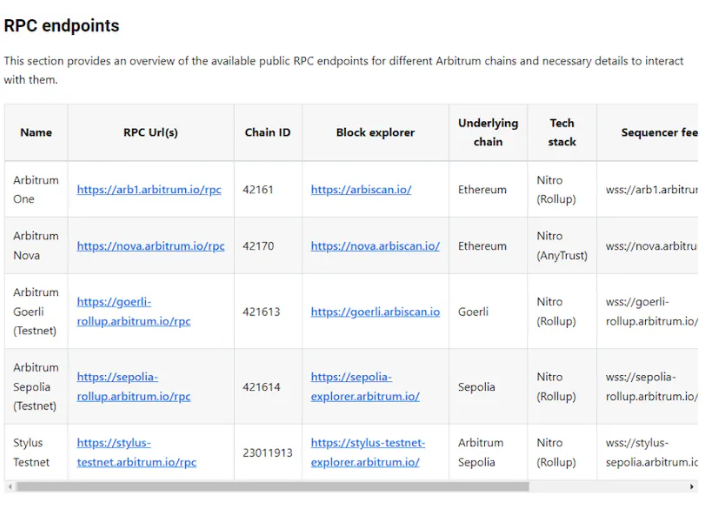 RPC endpoints
This section provides an overview of the available public RPC endpoints for different Arbitrum chains and necessary details to interact
with them.
Name RPC Url(s) Chain ID Block explorer Underlying chain Tech stack Sequencer fee
Arbitrum One https://arb1.arbitrum.io/rpc 42161 https://arbiscan.io/ Ethereum Nitro (Rollup) wss://arb1.arbitrur
Arbitrum Nova https://nova.arbitrum.io/rpc 42170 https://nova.arbiscan.io/ Ethereum Nitro (AnyTrust) wss://nova.arbitru
Arbitrum Goerli (Testnet) https://goerli-rollup.arbitrum.io/rpc 421613 https://goerli.arbiscan.io Goerli Nitro (Rollup) wss://goerli-rollup.arbitrum.io/
Arbitrum Sepolia (Testnet) https://sepolia-rollup.arbitrum.io/rpc 421614 https://sepolia-explorer.arbitrum.io/ Sepolia Nitro (Rollup) wss://sepolia-rollup.arbitrum.io/
Stylus Testnet https://stylus-testnet.arbitrum.io/rpc 23011913 https://stylus-testnet-explorer.arbitrum.io/ Arbitrum Sepolia Nitro (Rollup) wss://stylus-sepolia.arbitrum.ic